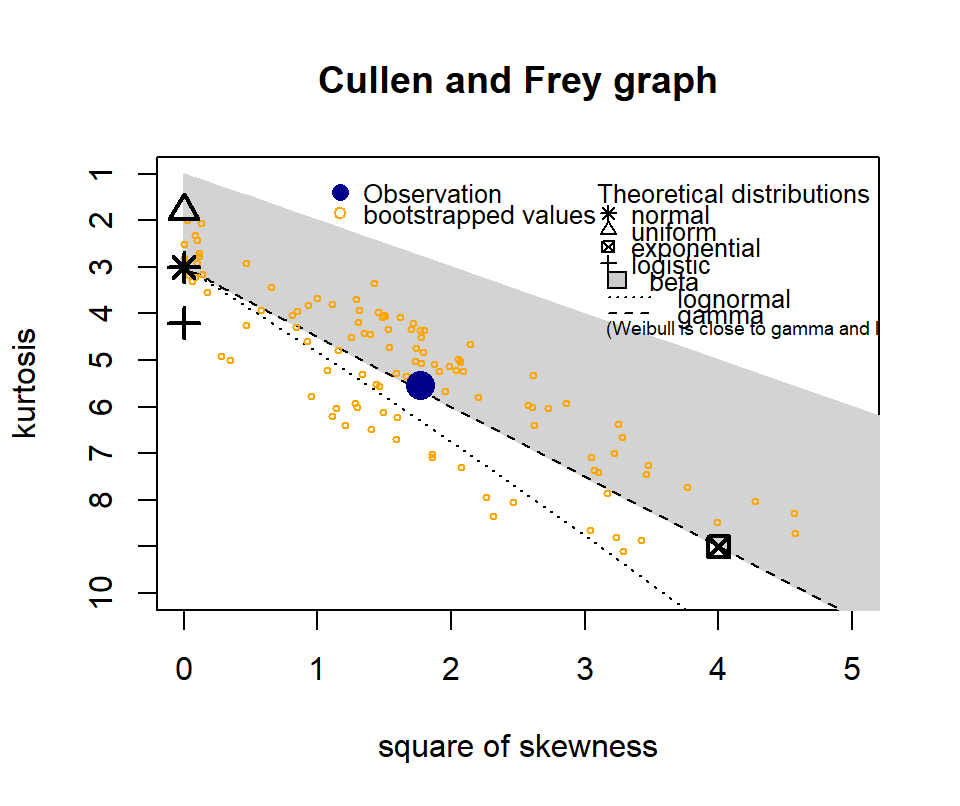 Cullen and Frey graph
Observation
bootstrapped values
Theoretical distributions
normal
uniform
exponential
logistic
beta
lognormal
gamma
(Weibull is close to gamma and l
kurtosis
1
2
3
4
5
6
7
8
10
0 1 2 3 4 5
square of skewness